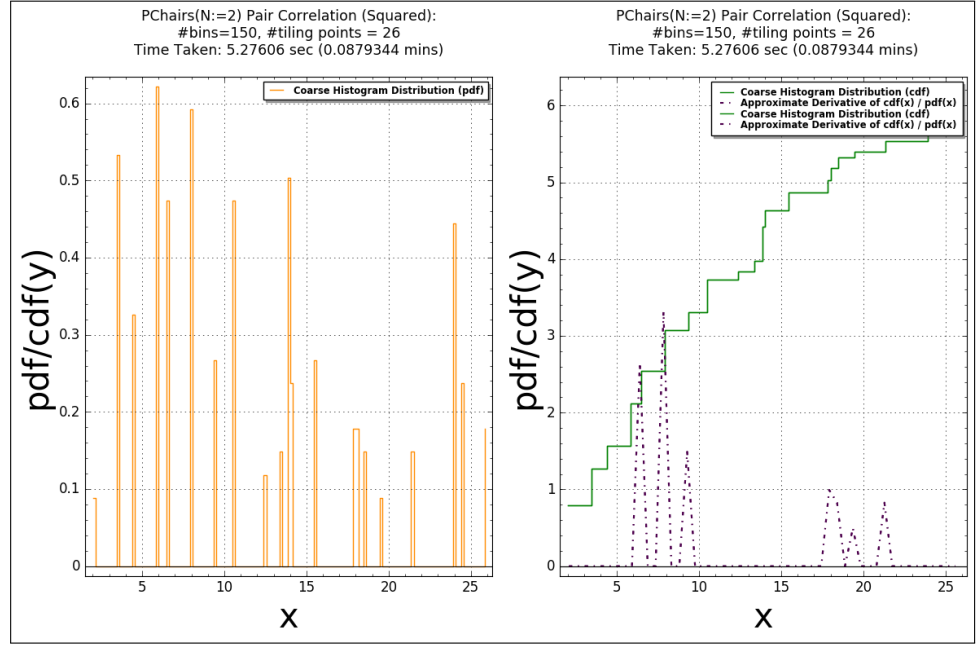 PChairs(N:=2) Pair Correlation (Squared):
#bins=150, #tiling points = 26
Time Taken: 5.27606 sec (0.0879344 mins)
Coarse Histogram Distribution (pdf)
pdf/cdf(y)
0.6
0.5
0.4
0.3
0.2
0.1
0
5
10
15
20
25
x
PChairs(N:=2) Pair Correlation (Squared):
#bins=150, #tiling points = 26
Time Taken: 5.27606 sec (0.0879344 mins)
Coarse Histogram Distribution (cdf)
Approximate Derivative of cdf(x) / pdf(x)
Coarse Histogram Distribution (cdf)
Approximate Derivative of cdf(x) / pdf(x)
pdf/cdf(y)
6
5
4
3
2
1
0
5
10
15
20
25
x